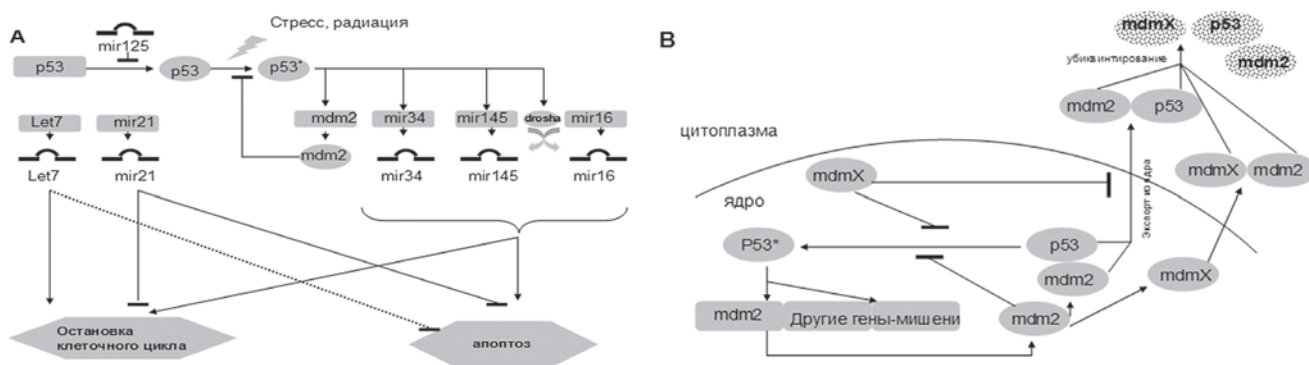 A
Стресс, радиация
mir125
p53
p53
p53*
Let7
mir21
mdm2
mir34
mir145
drosha
mir16
mdm2
Let7
mir21
mir34
mir145
mir16
Остановка
клеточного цикла
апоптоз
B
mdmX
p53
mdm2
убиквинтирование
mdm2
p53
цитоплазма
mdmX
mdm2
mdmX
ядро
Экспорт из ядра
P53*
p53
mdm2
mdmX
mdm2
Другие гены-мишени
mdm2